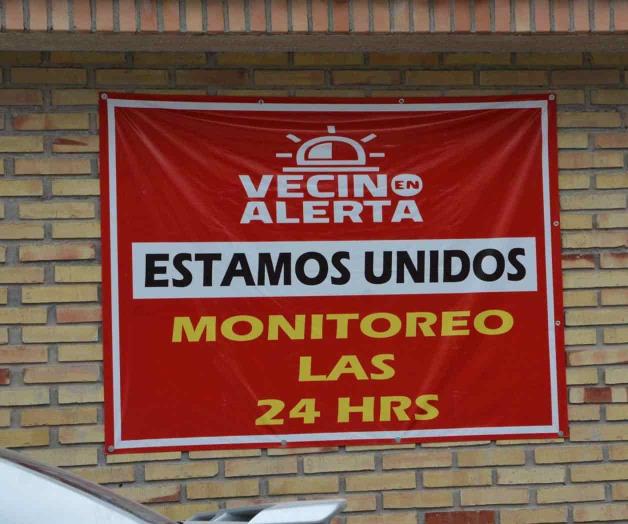 VECINO EN
ALERTA
ESTAMOS UNIDOS
MONITOREO
LAS
24 HRS